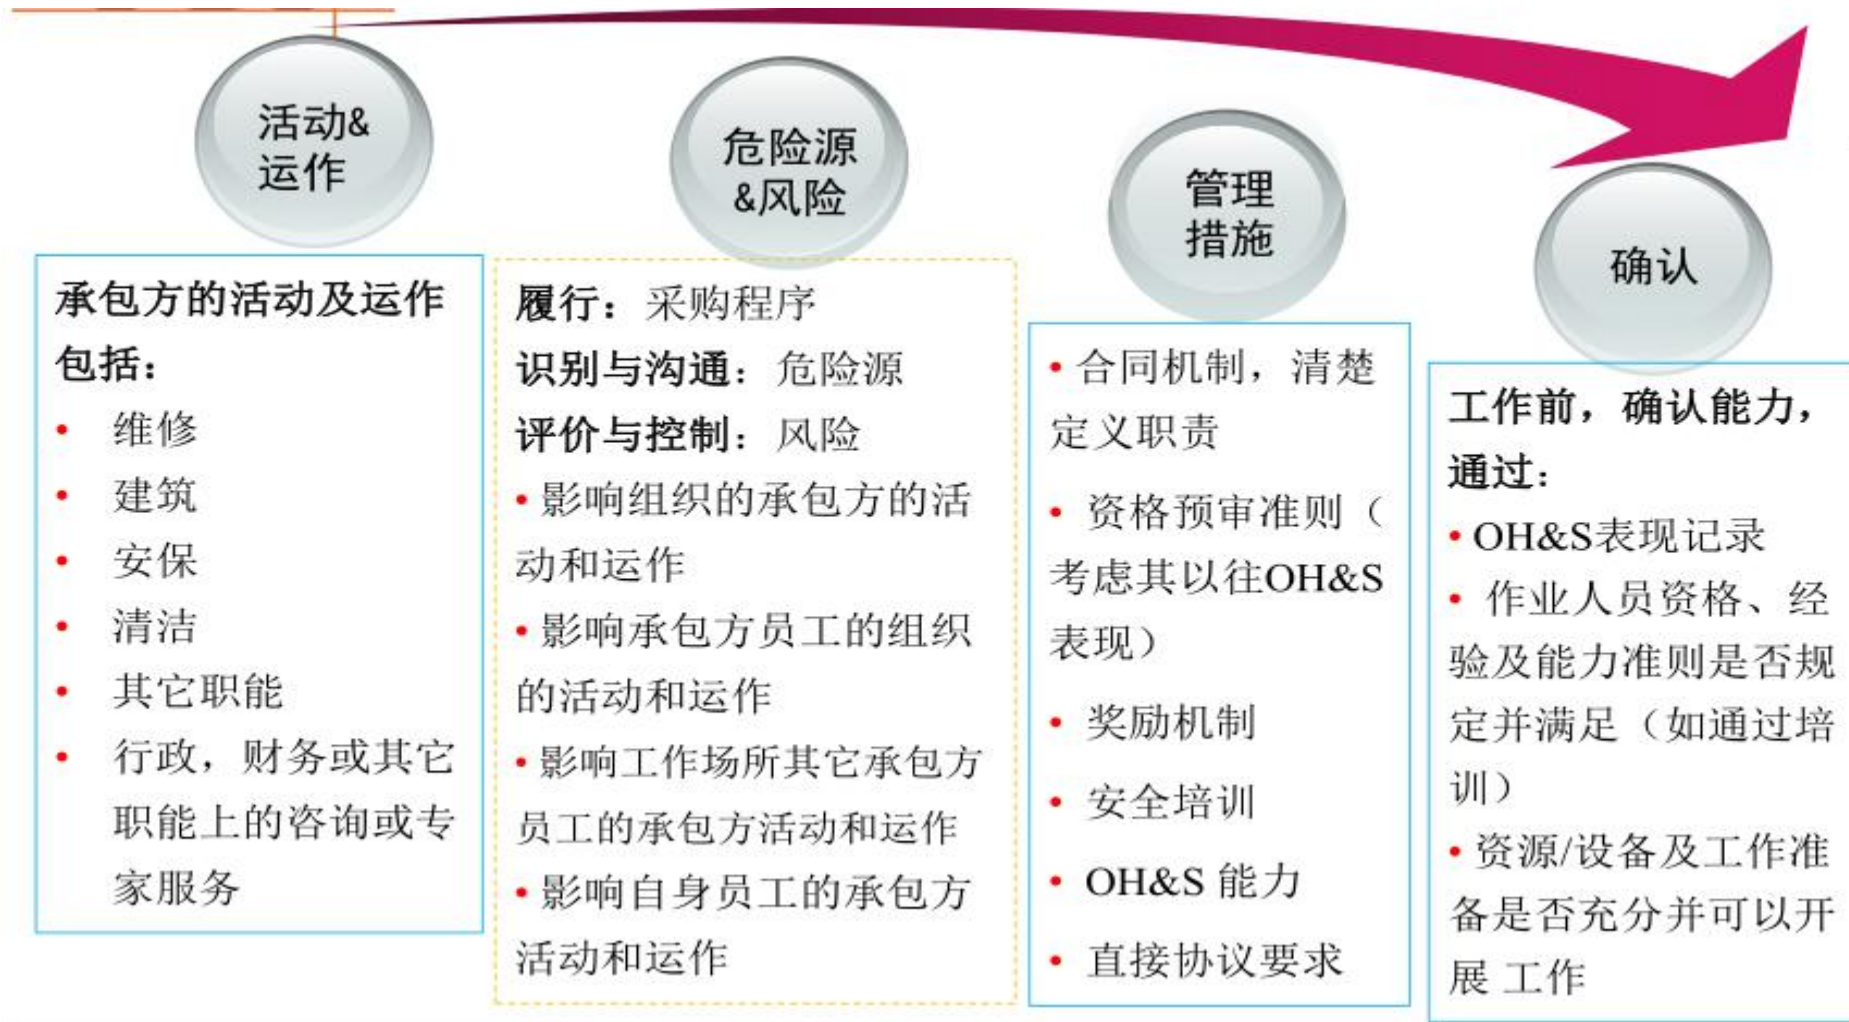 活动&
运作
危险源
&风险
管理
措施
确认
承包方的活动及运作
包括：
• 维修
• 建筑
• 安保
• 清洁
• 其它职能
• 行政，财务或其它
职能上的咨询或专
家服务
履行：采购程序
识别与沟通：危险源
评价与控制：风险
• 影响组织的承包方的活
动和运作
• 影响承包方员工的组织
的活动和运作
• 影响工作场所其它承包方
员工的承包方活动和运作
• 影响自身员工的承包方
活动和运作
• 合同机制，清楚
定义职责
• 资格预审准则（
考虑其以往OH&S
表现）
• 奖励机制
• 安全培训
• OH&S 能力
• 直接协议要求
工作前，确认能力，
通过：
• OH&S表现记录
• 作业人员资格、经
验及能力准则是否规
定并满足（如通过培
训）
• 资源/设备及工作准
备是否充分并可以开
展 工作